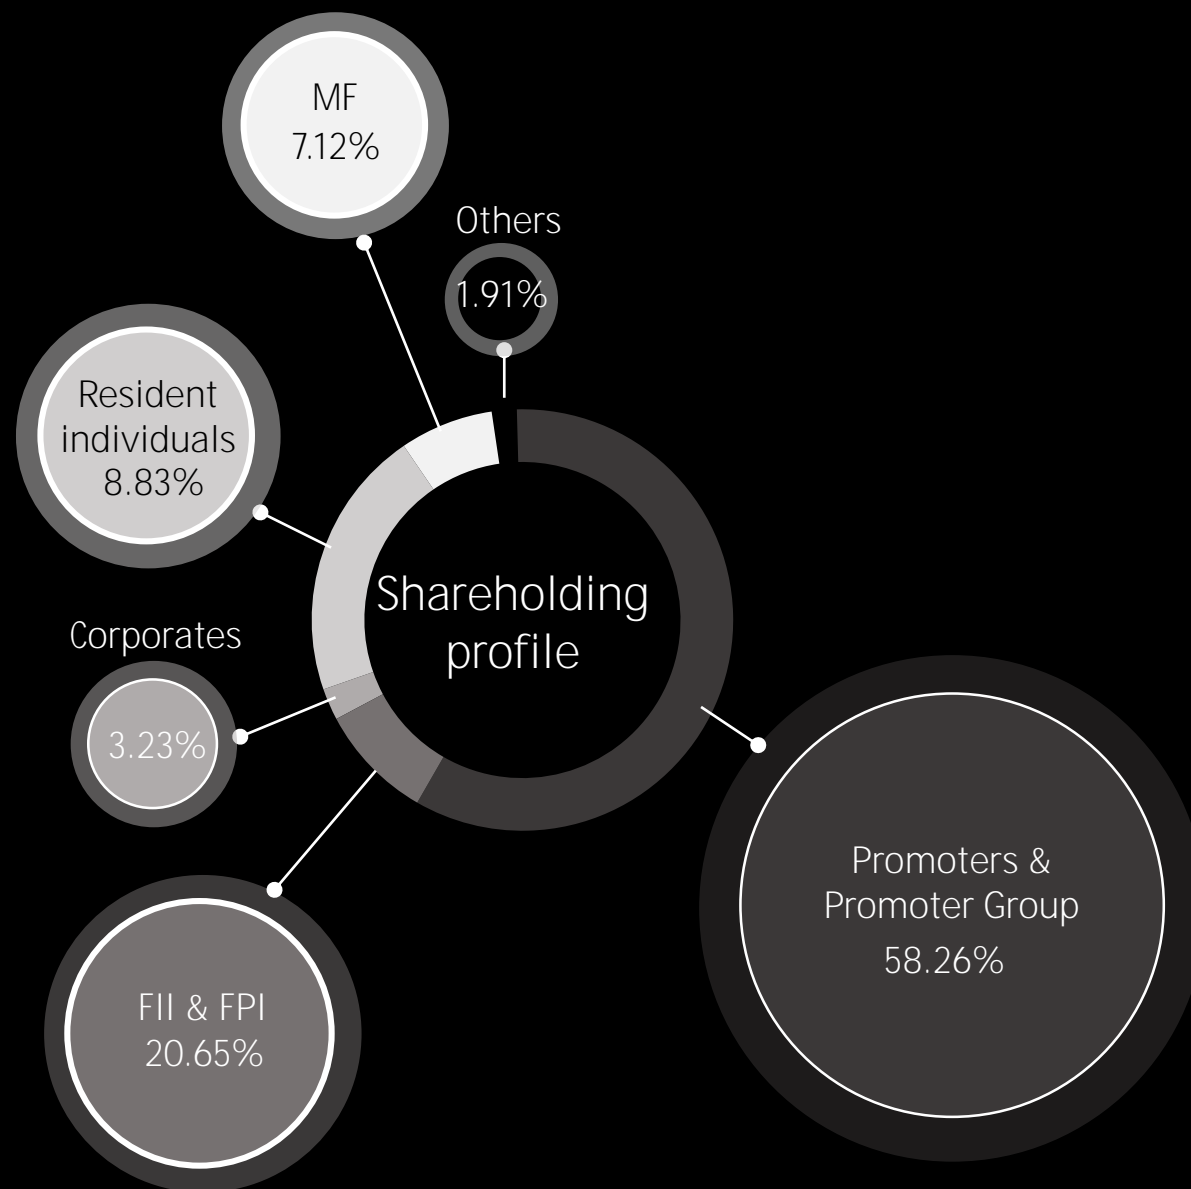 MF
7.12%
Others
1.91%
Resident
individuals
8.83%
Shareholding
profile
Corporates
3.23%
Promoters &
Promoter Group
58.26%
FII & FPI
20.65%